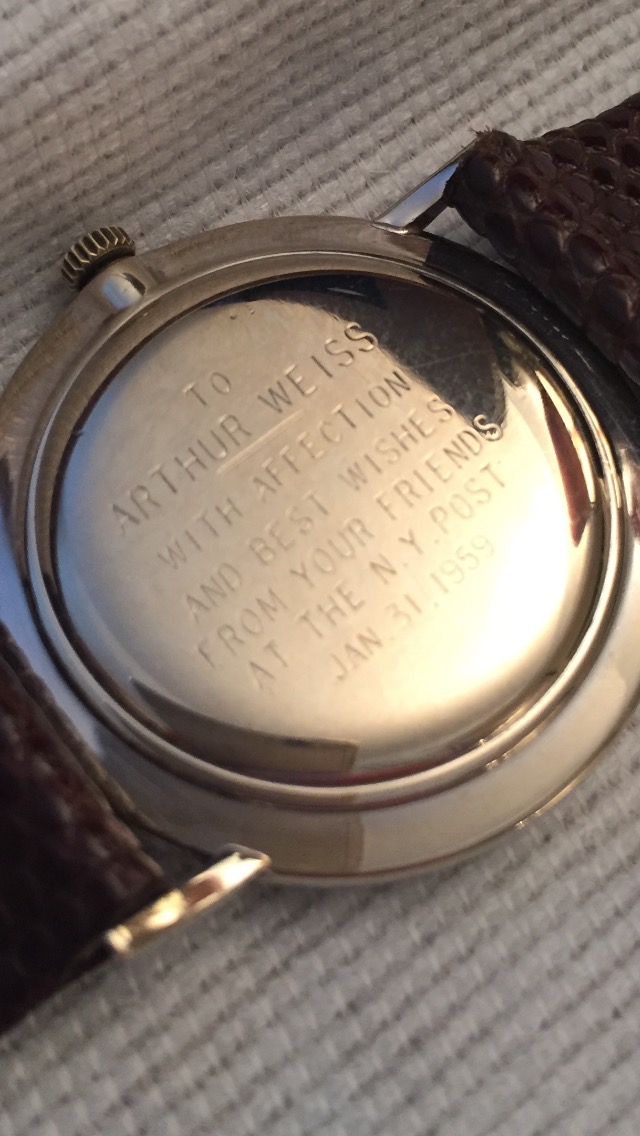 TO
ARTHUR WEISS
WITH AFFECTION
AND BEST WISHES
FROM YOUR FRIENDS
AT THE N.Y. POST
JAN. 31, 1959